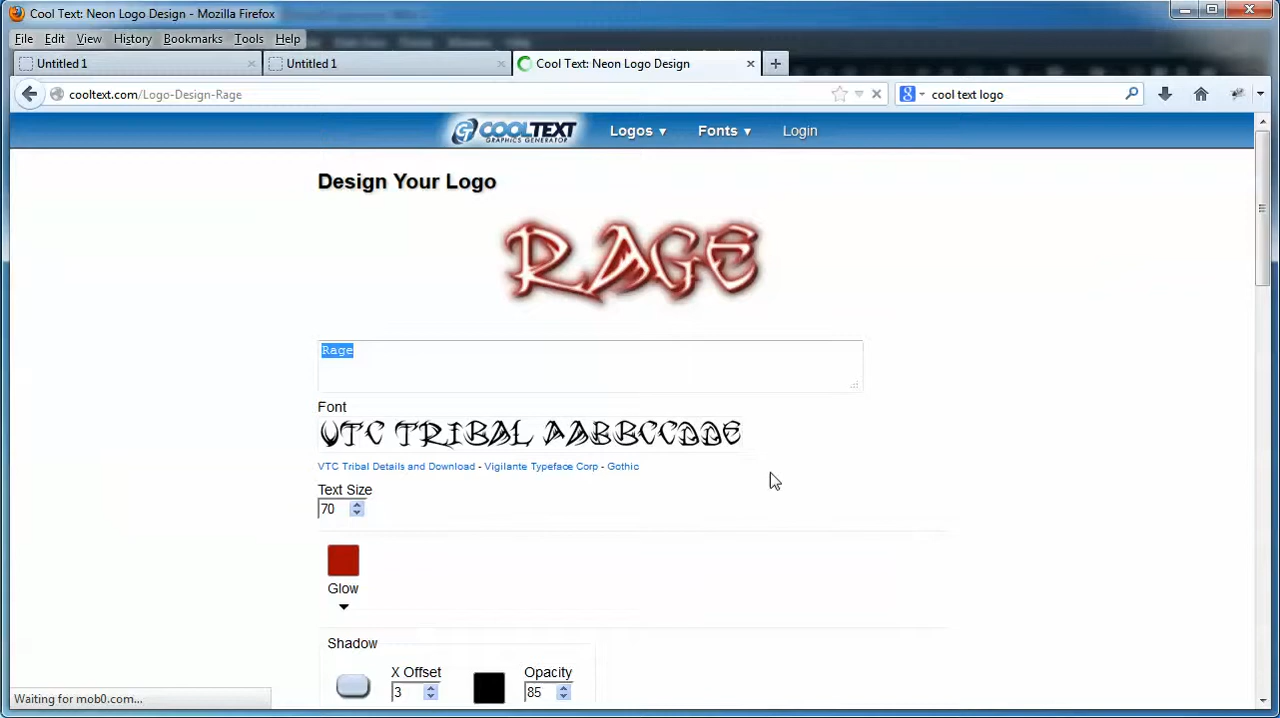 Cool Text: Neon Logo Design - Mozilla Firefox
File Edit View History Bookmarks Tools Help
Untitled 1 Untitled 1 Cool Text: Neon Logo Design
cooltext.com/Logo-Design-Rage cool text logo
COOLTEXT GRAPHICS GENERATOR Logos ▼ Fonts ▼ Login
Design Your Logo
RAGE
Rage
Font
VTC TRIBAL AABBCCDDE
VTC Tribal Details and Download - Vigilante Typeface Corp - Gothic
Text Size
70
Glow
Shadow
X Offset Opacity
3 85
Waiting for mob0.com...